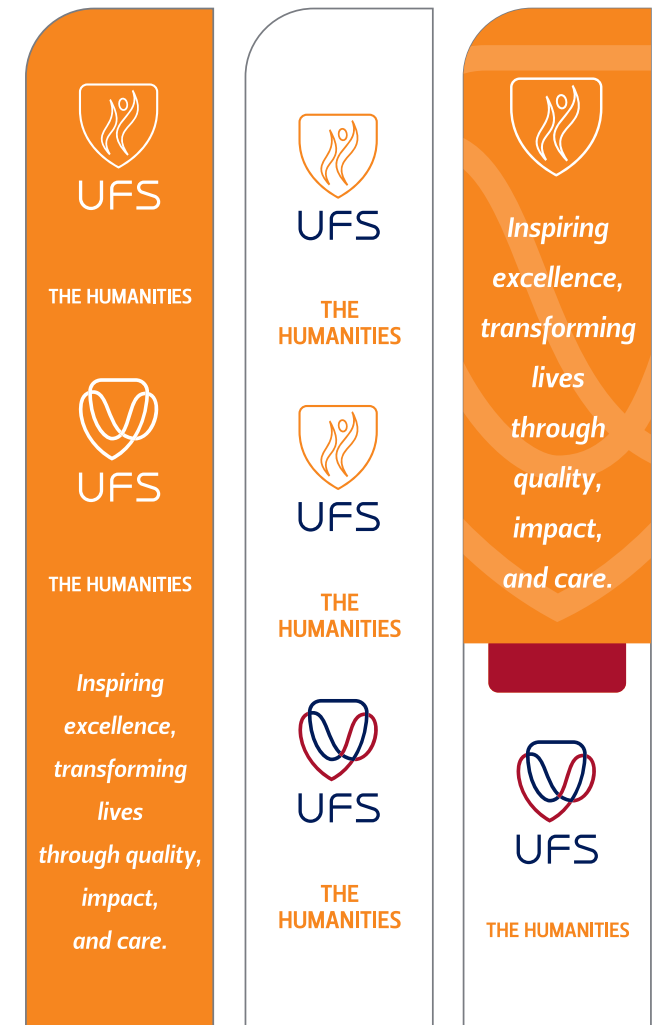 UFS
THE HUMANITIES
UFS
THE HUMANITIES
Inspiring
excellence,
transforming
lives
through quality,
impact,
and care.
UFS
THE
HUMANITIES
UFS
THE
HUMANITIES
UFS
THE
HUMANITIES
Inspiring
excellence,
transforming
lives
through
quality,
impact,
and care.
UFS
THE HUMANITIES